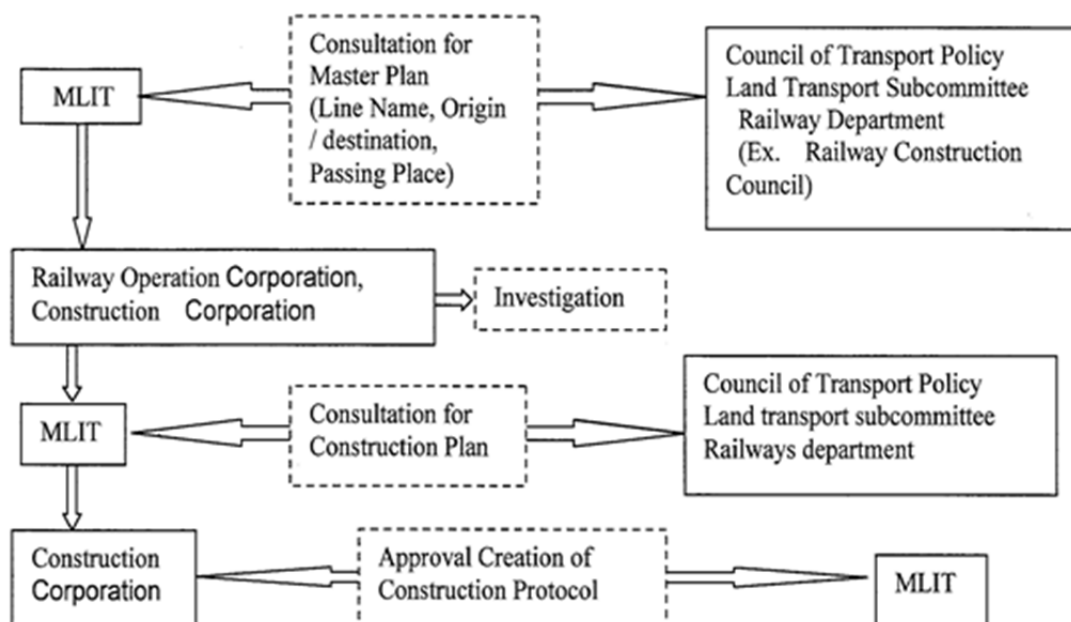 MLIT
Consultation for
Master Plan
(Line Name, Origin
/ destination,
Passing Place)
Council of Transport Policy
Land Transport Subcommittee
Railway Department
(Ex. Railway Construction
Council)
Railway Operation Corporation,
Construction Corporation
Investigation
MLIT
Consultation for
Construction Plan
Council of Transport Policy
Land transport subcommittee
Railways department
Construction
Corporation
Approval Creation of
Construction Protocol
MLIT